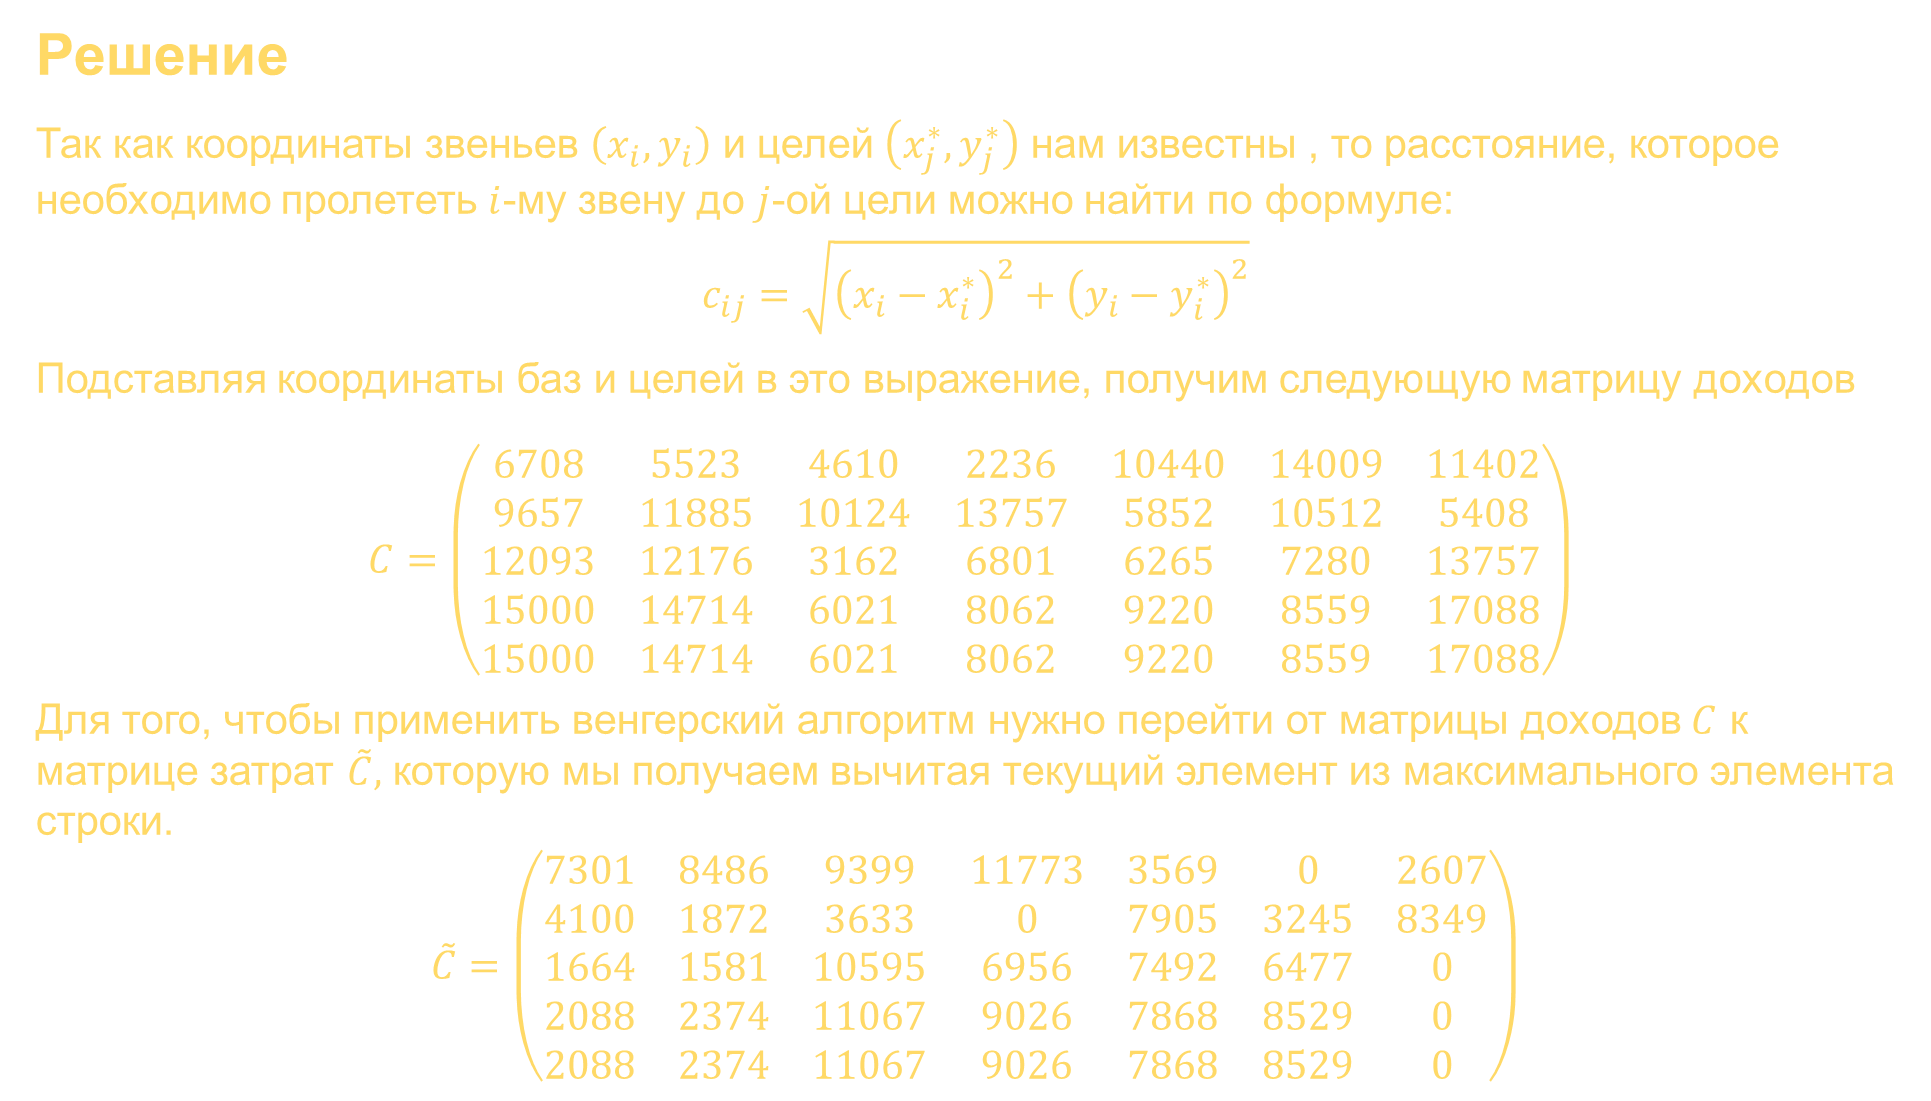 Решение
Так как координаты звеньев (x_i, y_i) и целей (x_j^*, y_j^*) нам известны , то расстояние, которое
необходимо пролететь i-му звену до j-ой цели можно найти по формуле:
c_{ij} = √((x_i − x_i^*)^2 + (y_i − y_i^*)^2)
Подставляя координаты баз и целей в это выражение, получим следующую матрицу доходов
6708 5523 4610 2236 10440 14009 11402
9657 11885 10124 13757 5852 10512 5408
C = 12093 12176 3162 6801 6265 7280 13757
15000 14714 6021 8062 9220 8559 17088
15000 14714 6021 8062 9220 8559 17088
Для того, чтобы применить венгерский алгоритм нужно перейти от матрицы доходов C к
матрице затрат C̃, которую мы получаем вычитая текущий элемент из максимального элемента
строки.
7301 8486 9399 11773 3569 0 2607
4100 1872 3633 0 7905 3245 8349
C̃ = 1664 1581 10595 6956 7492 6477 0
2088 2374 11067 9026 7868 8529 0
2088 2374 11067 9026 7868 8529 0